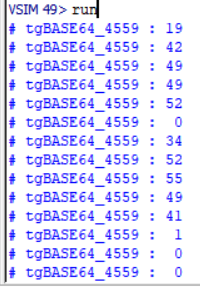 VSIM 49> run
# tgBASE64_4559 : 19
# tgBASE64_4559 : 42
# tgBASE64_4559 : 49
# tgBASE64_4559 : 49
# tgBASE64_4559 : 52
# tgBASE64_4559 : 0
# tgBASE64_4559 : 34
# tgBASE64_4559 : 52
# tgBASE64_4559 : 55
# tgBASE64_4559 : 49
# tgBASE64_4559 : 41
# tgBASE64_4559 : 1
# tgBASE64_4559 : 0
# tgBASE64_4559 : 0